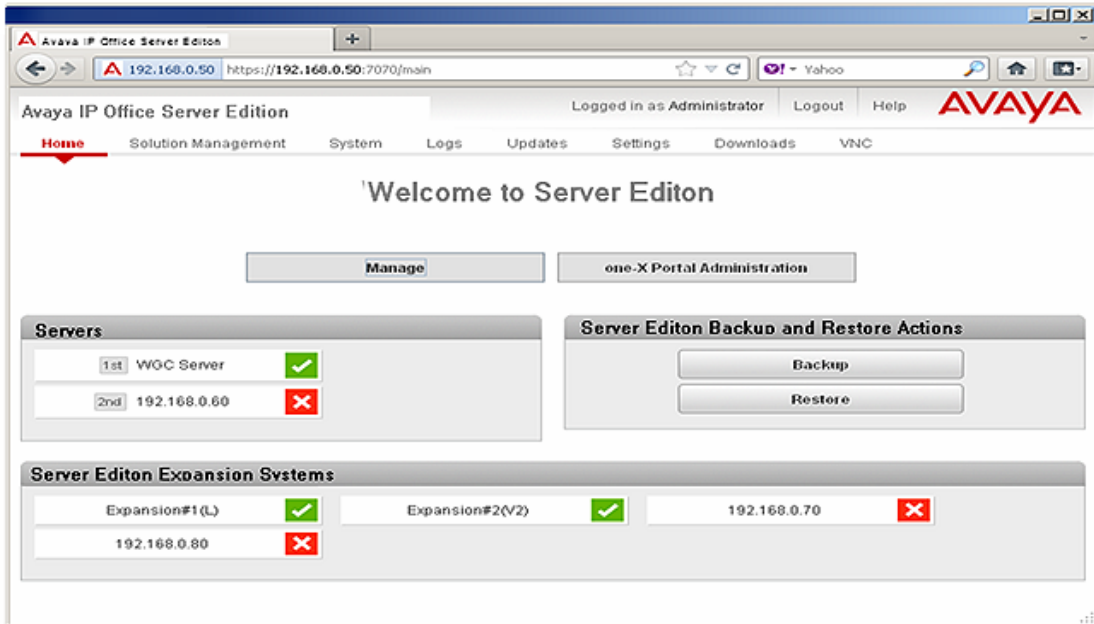 Avaya IP Office Server Editon
192.168.0.50 https://192.168.0.50:7070/main
Yahoo
Avaya IP Office Server Edition
Logged in as Administrator Logout Help AVAYA
Home Solution Management System Logs Updates Settings Downloads VNC
'Welcome to Server Editon
Manage one-X Portal Administration
Servers
1st WGC Server
2nd 192.168.0.60
Server Editon Backup and Restore Actions
Backup
Restore
Server Editon Expansion Systems
Expansion#1(L) Expansion#2(V2) 192.168.0.70
192.168.0.80